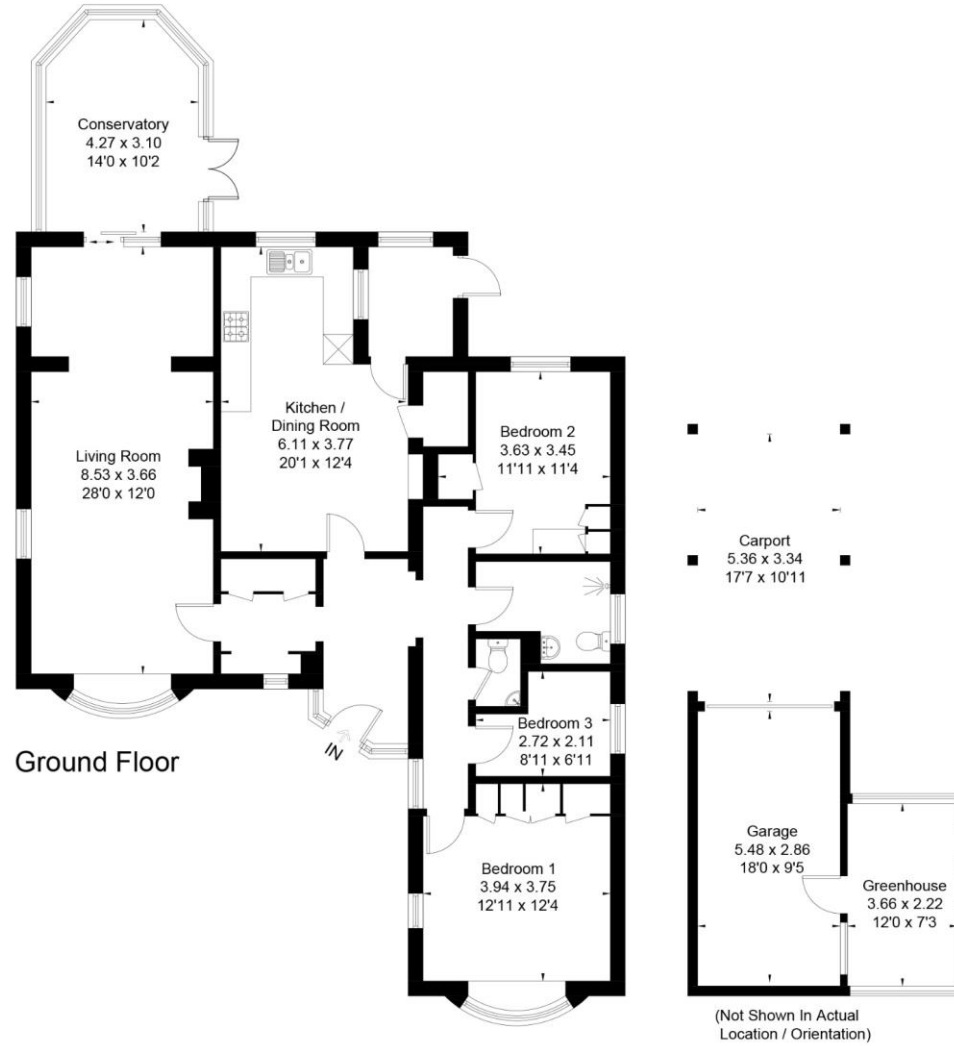 Conservatory
4.27 x 3.10
14'0 x 10'2
Kitchen /
Dining Room
6.11 x 3.77
20'1 x 12'4
Bedroom 2
3.63 x 3.45
11'11 x 11'4
Living Room
8.53 x 3.66
28'0 x 12'0
Carport
5.36 x 3.34
17'7 x 10'11
Bedroom 3
2.72 x 2.11
8'11 x 6'11
IN
Ground Floor
Garage
5.48 x 2.86
18'0 x 9'5
Bedroom 1
3.94 x 3.75
12'11 x 12'4
Greenhouse
3.66 x 2.22
12'0 x 7'3
(Not Shown In Actual
Location / Orientation)